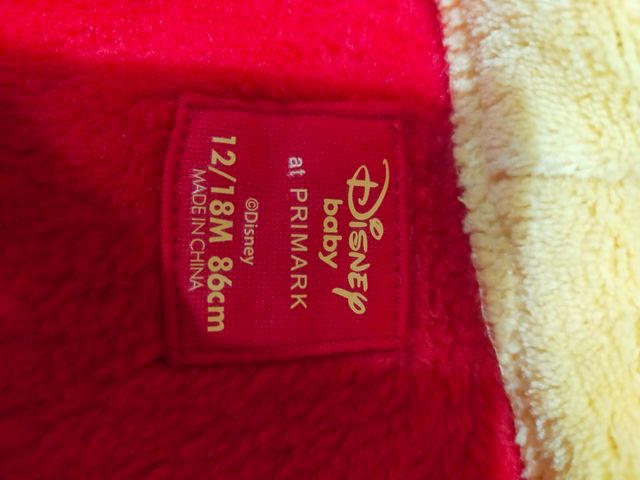 Disney
baby
at PRIMARK
©Disney
12/18M 86cm
MADE IN CHINA